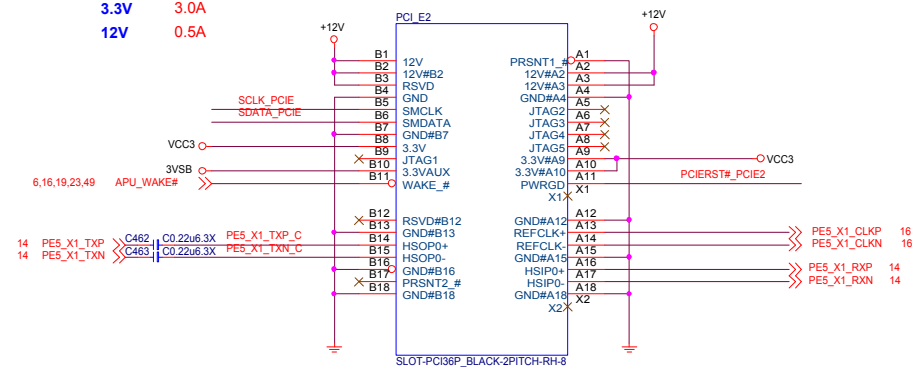 3.3V 3.0A
12V 0.5A
+12V
PCI_E2
+12V
B1 12V PRSNT1_# A1
B2 12V#B2 12V#A2 A2
B3 RSVD 12V#A3 A3
B4 GND GND#A4 A4
SCLK_PCIE B5 SMCLK JTAG2 A5
SDATA_PCIE B6 SMDATA JTAG3 A6
B7 GND#B7 JTAG4 A7
VCC3 B8 3.3V JTAG5 A8
B9 JTAG1 3.3V#A9 A9 VCC3
3VSB B10 3.3VAUX 3.3V#A10 A10
6,16,19,23,49 APU_WAKE# B11 WAKE_# PWRGD A11 PCIERST#_PCIE2
X1 X1
B12 RSVD#B12 GND#A12 A12
B13 GND#B13 REFCLK+ A13 PE5_X1_CLKP 16
14 PE5_X1_TXP C462 C0.22u6.3X PE5_X1_TXP_C B14 HSOP0+ REFCLK- A14 PE5_X1_CLKN 16
14 PE5_X1_TXN C463 C0.22u6.3X PE5_X1_TXN_C B15 HSOP0- GND#A15 A15
B16 GND#B16 HSIP0+ A16 PE5_X1_RXP 14
B17 PRSNT2_# HSIP0- A17 PE5_X1_RXN 14
B18 GND#B18 GND#A18 A18
X2 X2
SLOT-PCI36P_BLACK-2PITCH-RH-8